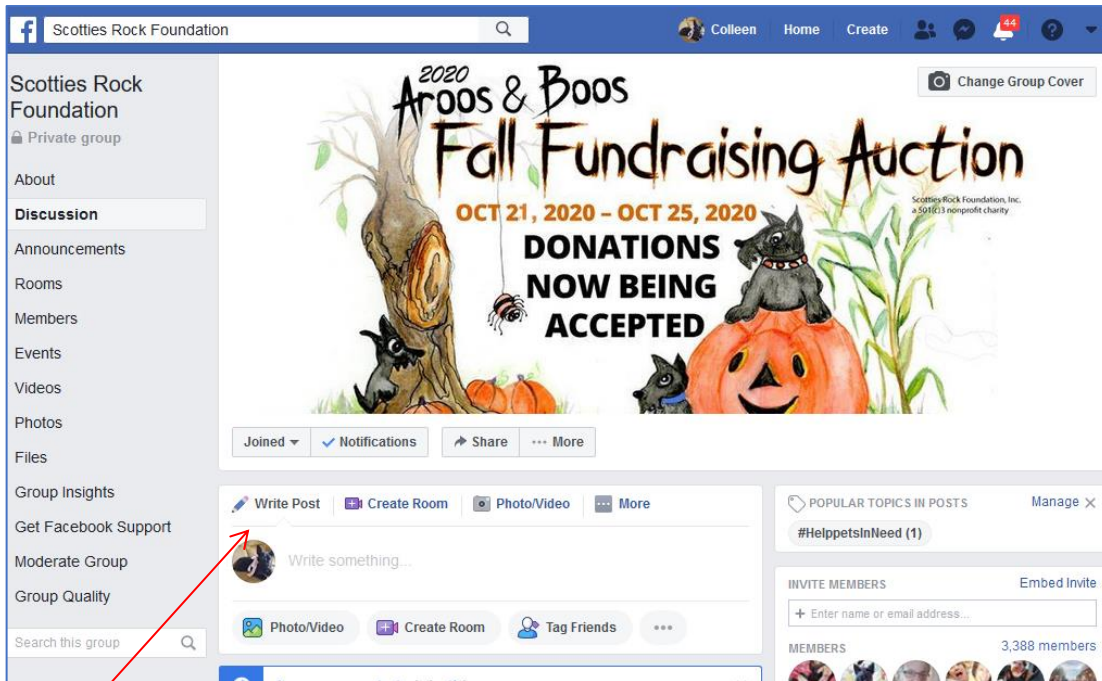 f Scotties Rock Foundation
Colleen Home Create 44 ?
Scotties Rock
Foundation
Private group
About
Discussion
Announcements
Rooms
Members
Events
Videos
Photos
Files
Group Insights
Get Facebook Support
Moderate Group
Group Quality
Search this group
Change Group Cover
2020
Aroos & Boos
Fall Fundraising Auction
Scotties Rock Foundation, Inc.
a 501(c)3 nonprofit charity
OCT 21, 2020 – OCT 25, 2020
DONATIONS
NOW BEING
ACCEPTED
Joined Notifications Share More
Write Post Create Room Photo/Video More
Write something...
Photo/Video Create Room Tag Friends
POPULAR TOPICS IN POSTS Manage
#HelppetsInNeed (1)
INVITE MEMBERS Embed Invite
+ Enter name or email address...
MEMBERS 3,388 members